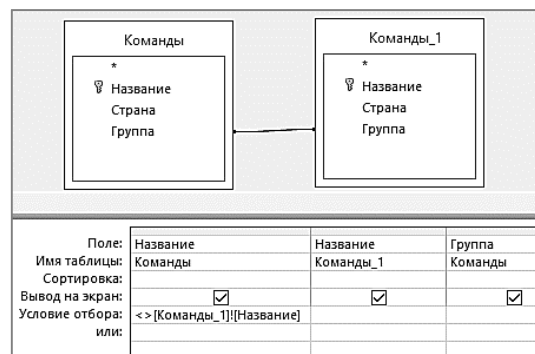 Команды
*
Название
Страна
Группа
Команды_1
*
Название
Страна
Группа
Поле: Название Название Группа
Имя таблицы: Команды Команды_1 Команды
Сортировка:
Вывод на экран:
Условие отбора: <>[Команды_1]![Название]
или: